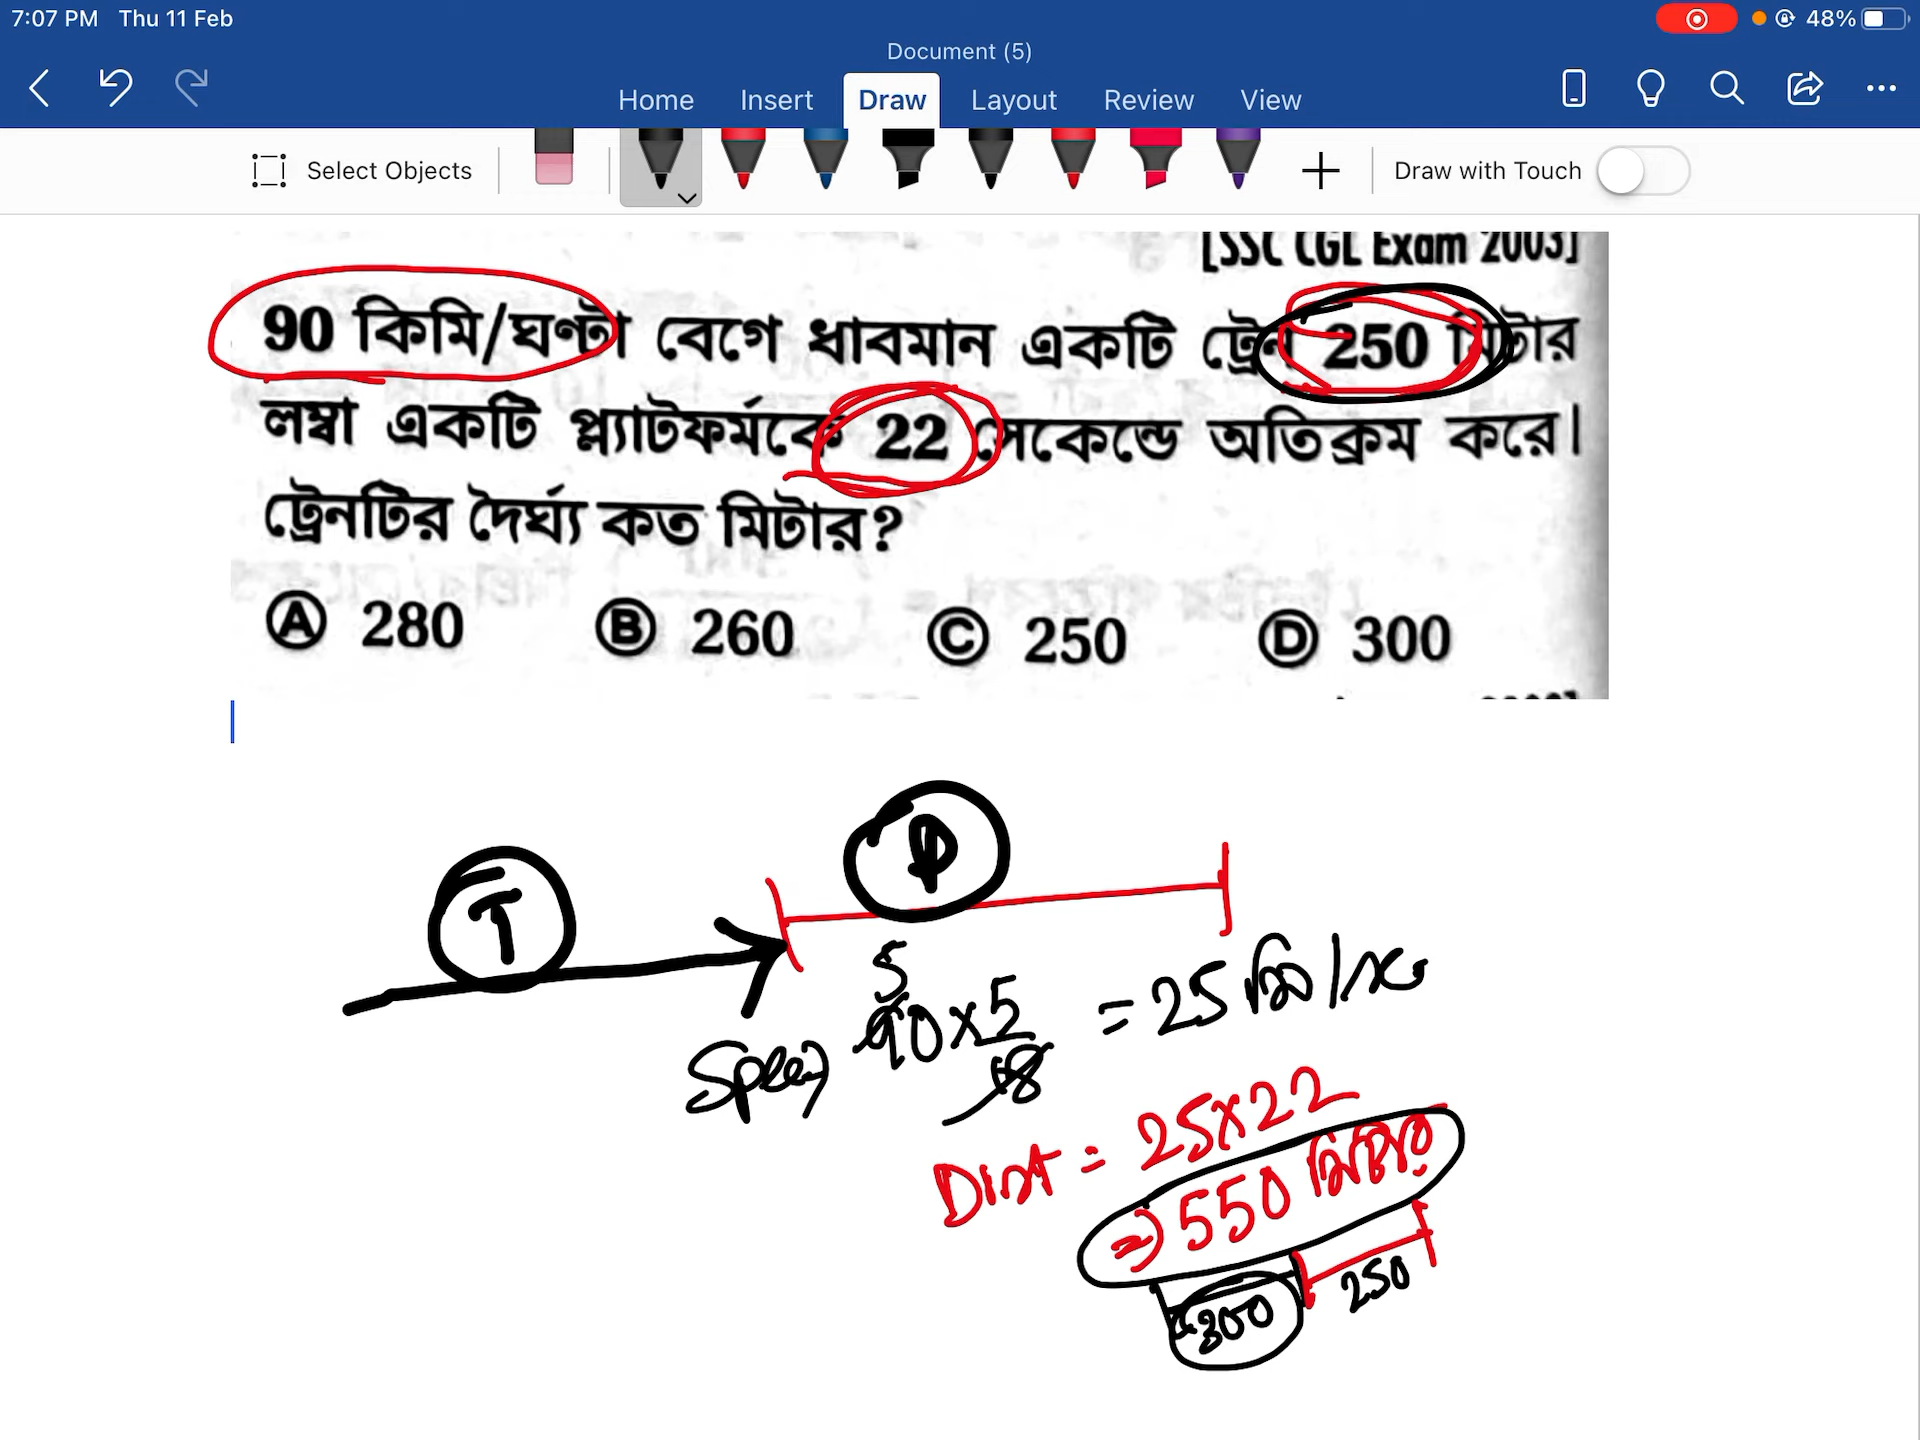 7:07 PM Thu 11 Feb
48%
Document (5)
Home Insert Draw Layout Review View
Select Objects
Draw with Touch
[SSC CGL Exam 2003]
90 কিমি/ঘণ্টা বেগে ধাবমান একটি ট্রেন 250 মিটার
লম্বা একটি প্ল্যাটফর্মকে 22 সেকেন্ডে অতিক্রম করে।
ট্রেনটির দৈর্ঘ্য কত মিটার?
A 280 B 260 C 250 D 300
T
P
5
Speed 90 × 5 = 25 মি/সে
18
Dist = 25×22
⇒ 550 মিটার
300 250